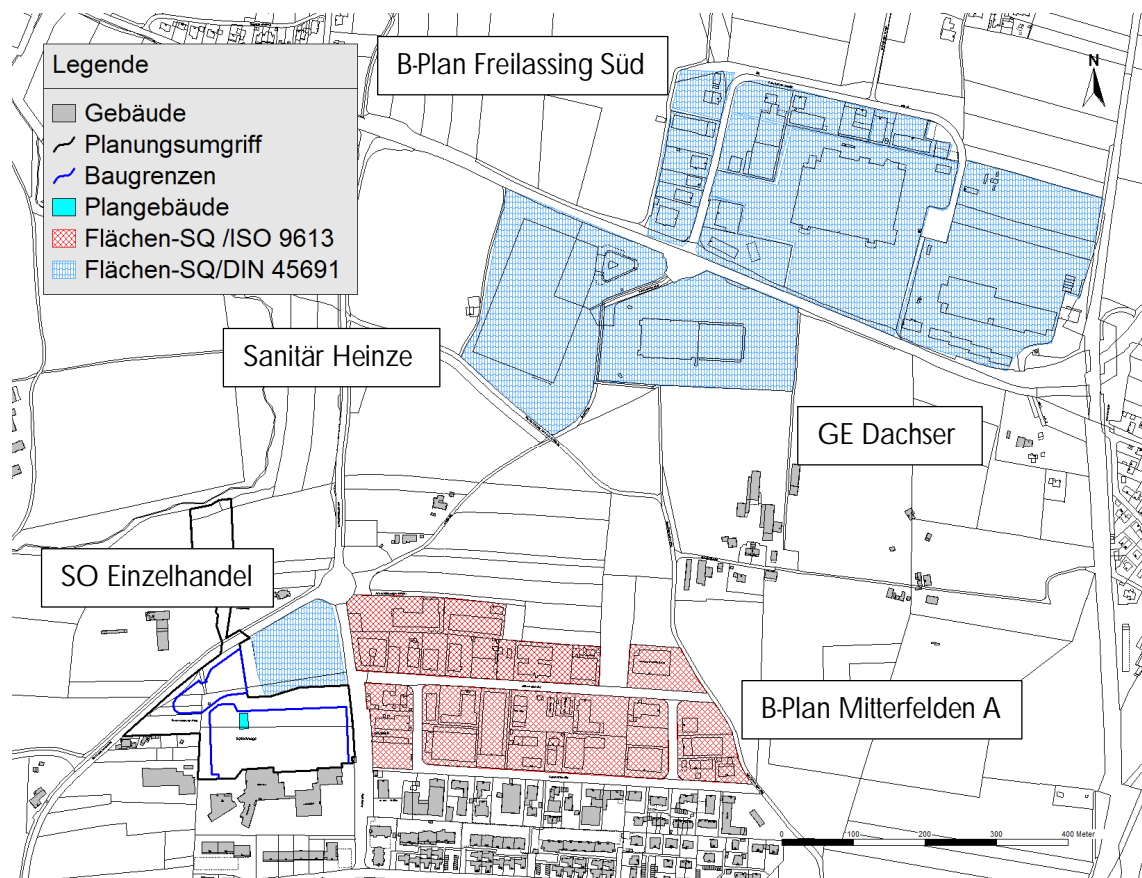 B-Plan Freilassing Süd
Legende
Gebäude
Planungsumgriff
Baugrenzen
Plangebäude
Flächen-SQ /ISO 9613
Flächen-SQ/DIN 45691
N
Sanitär Heinze
GE Dachser
SO Einzelhandel
B-Plan Mitterfelden A
0 100 200 300 400 Meter